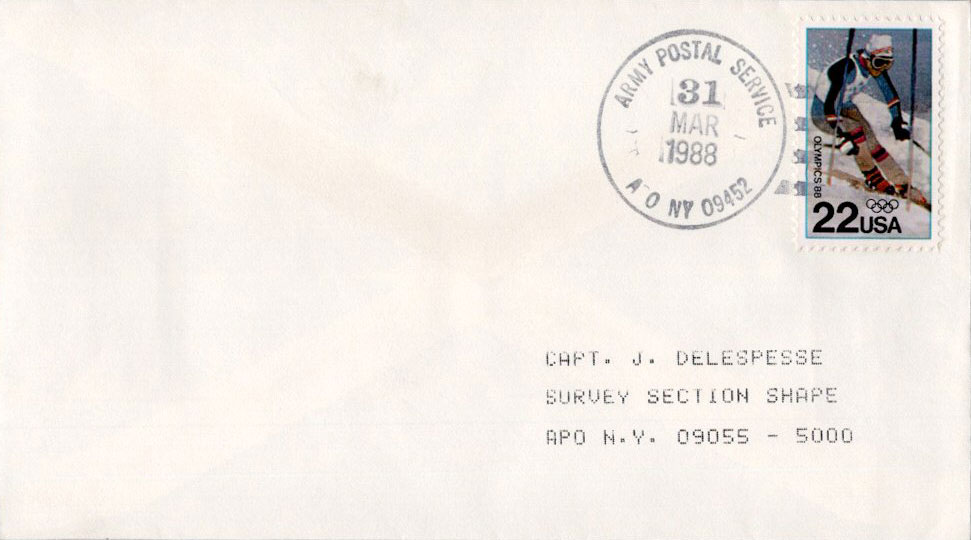 ARMY POSTAL SERVICE
31
MAR
1988
NY 09452
OLYMPICS 88
22USA
CAPT. J. DELESPESSE
SURVEY SECTION SHAPE
APO N.Y. 09055 - 5000